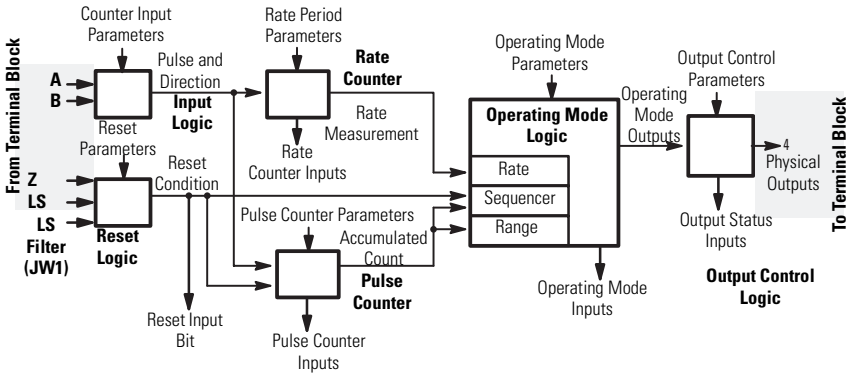 Counter Input
Parameters
Rate Period
Parameters
Operating Mode
Parameters
Output Control
Parameters
From Terminal Block
A
B
Pulse and
Direction
Input
Logic
Rate
Counter
Rate
Measurement
Rate
Counter Inputs
Operating Mode
Logic
Rate
Sequencer
Range
Operating
Mode
Outputs
4
Physical
Outputs
To Terminal Block
Reset
Parameters
Z
LS
LS
Filter
(JW1)
Reset
Condition
Reset
Logic
Pulse Counter Parameters
Accumulated
Count
Pulse
Counter
Output Status
Inputs
Output Control
Logic
Operating Mode
Inputs
Reset Input
Bit
Pulse Counter
Inputs